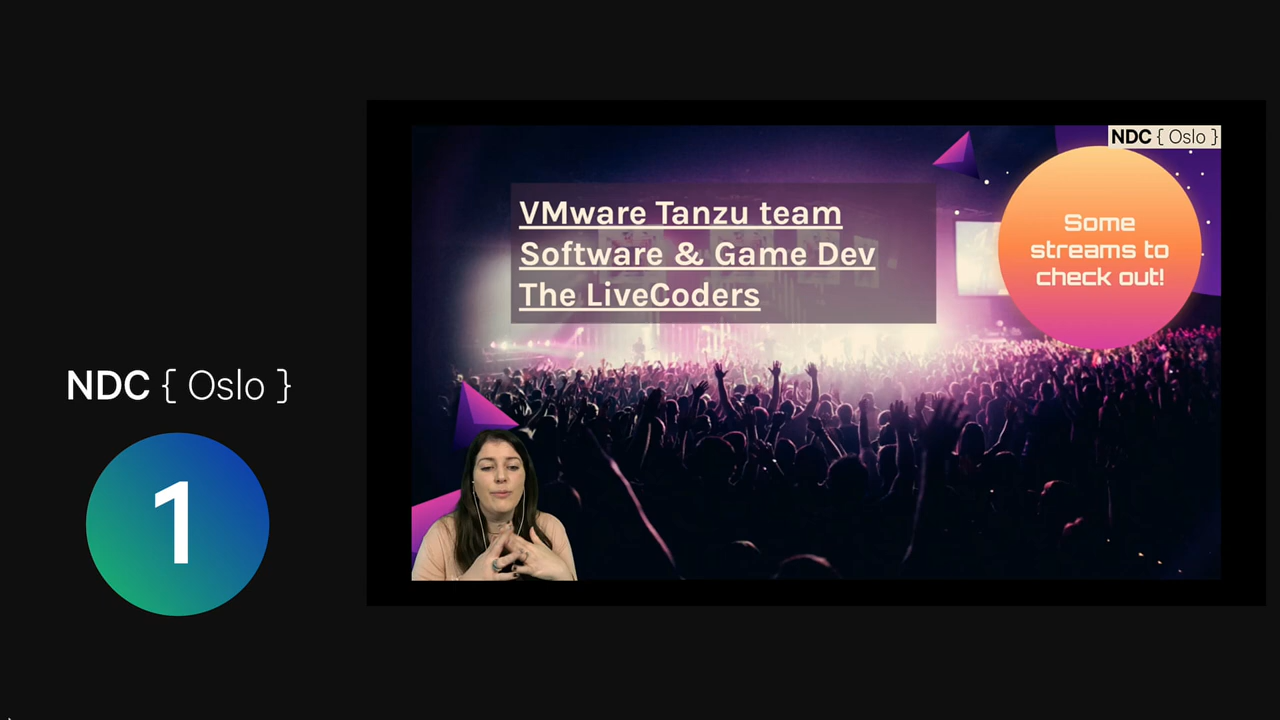 NDC { Oslo }
1
NDC { Oslo }
VMware Tanzu team
Software & Game Dev
The LiveCoders
Some
streams to
check out!